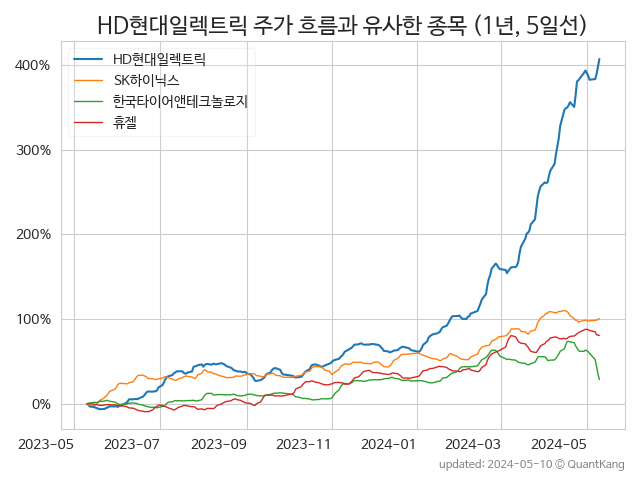 HD현대일렉트릭 주가 흐름과 유사한 종목 (1년, 5일선)
HD현대일렉트릭
SK하이닉스
한국타이어앤테크놀로지
휴젤
400%
300%
200%
100%
0%
2023-05 2023-07 2023-09 2023-11 2024-01 2024-03 2024-05
updated: 2024-05-10 © QuantKang